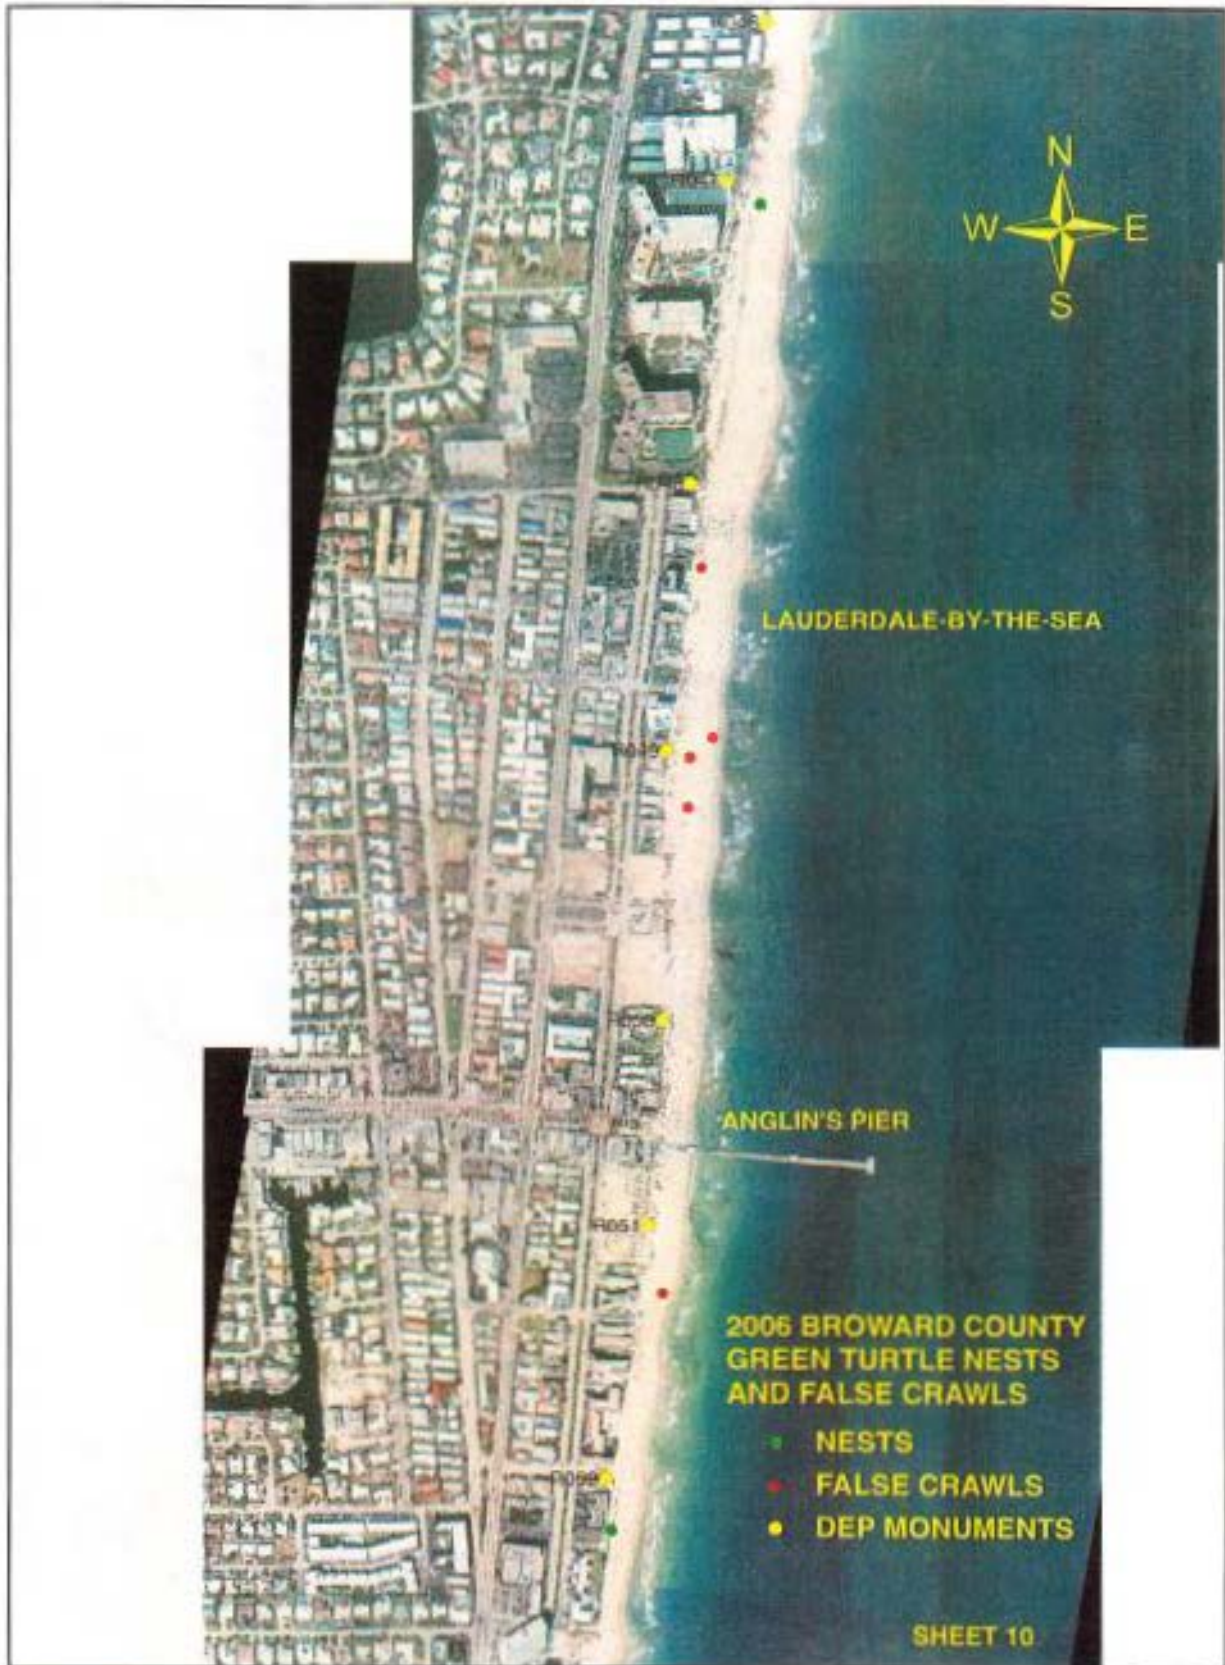 N
W E
S
LAUDERDALE-BY-THE-SEA
ANGLIN'S PIER
R051
2006 BROWARD COUNTY
GREEN TURTLE NESTS
AND FALSE CRAWLS
NESTS
FALSE CRAWLS
DEP MONUMENTS
SHEET 10